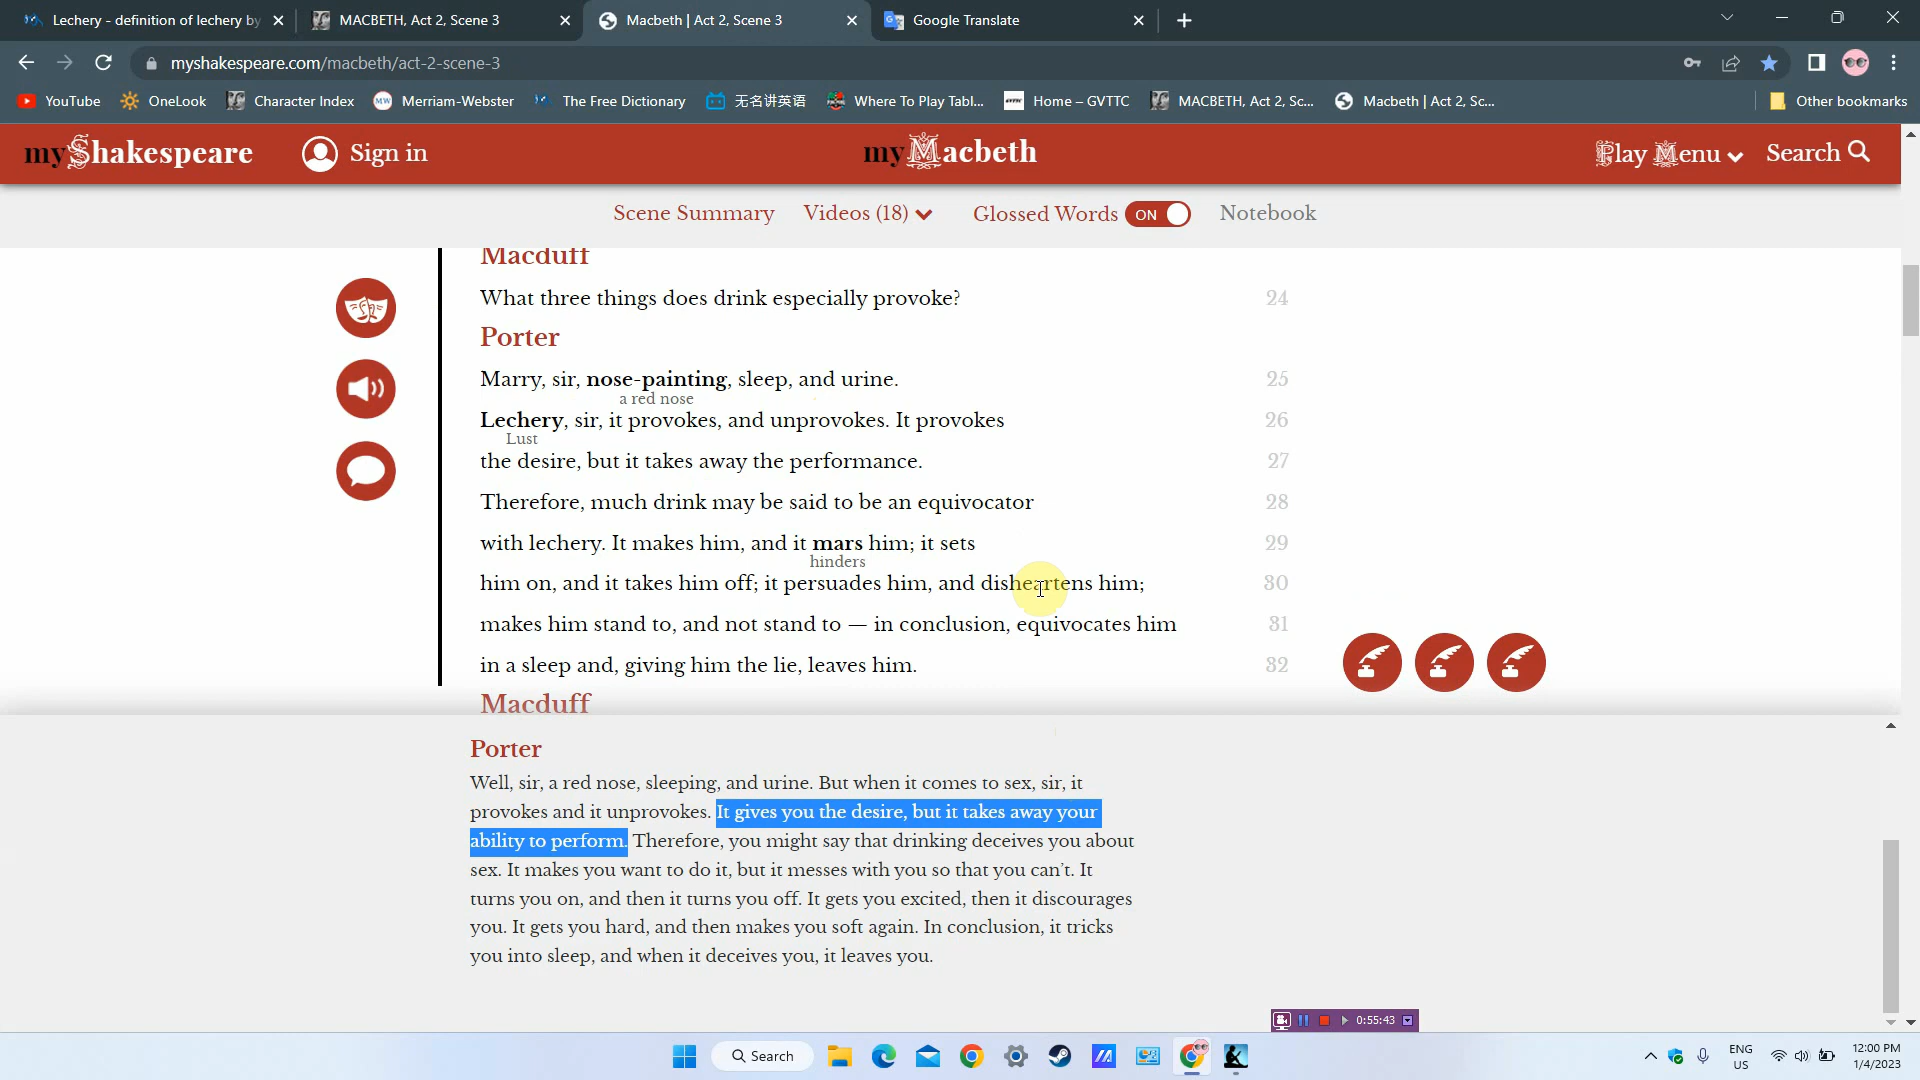 Lechery - definition of lechery by
MACBETH, Act 2, Scene 3
Macbeth | Act 2, Scene 3
Google Translate
myshakespeare.com/macbeth/act-2-scene-3
YouTube
OneLook
Character Index
Merriam-Webster
The Free Dictionary
无名讲英语
Where To Play Tabl...
Home – GVTTC
MACBETH, Act 2, Sc...
Macbeth | Act 2, Sc...
Other bookmarks
myShakespeare
Sign in
myMacbeth
Play Menu
Search
Scene Summary
Videos (18)
Glossed Words
ON
Notebook
Macduff
What three things does drink especially provoke? 24
Porter
Marry, sir, nose-painting, sleep, and urine. 25
a red nose
Lechery, sir, it provokes, and unprovokes. It provokes 26
Lust
the desire, but it takes away the performance. 27
Therefore, much drink may be said to be an equivocator 28
with lechery. It makes him, and it mars him; it sets 29
hinders
him on, and it takes him off; it persuades him, and disheartens him; 30
makes him stand to, and not stand to — in conclusion, equivocates him 31
in a sleep and, giving him the lie, leaves him. 32
Macduff
Porter
Well, sir, a red nose, sleeping, and urine. But when it comes to sex, sir, it
provokes and it unprovokes. It gives you the desire, but it takes away your
ability to perform. Therefore, you might say that drinking deceives you about
sex. It makes you want to do it, but it messes with you so that you can't. It
turns you on, and then it turns you off. It gets you excited, then it discourages
you. It gets you hard, and then makes you soft again. In conclusion, it tricks
you into sleep, and when it deceives you, it leaves you.
0:55:43
Search
ENG
US
12:00 PM
1/4/2023